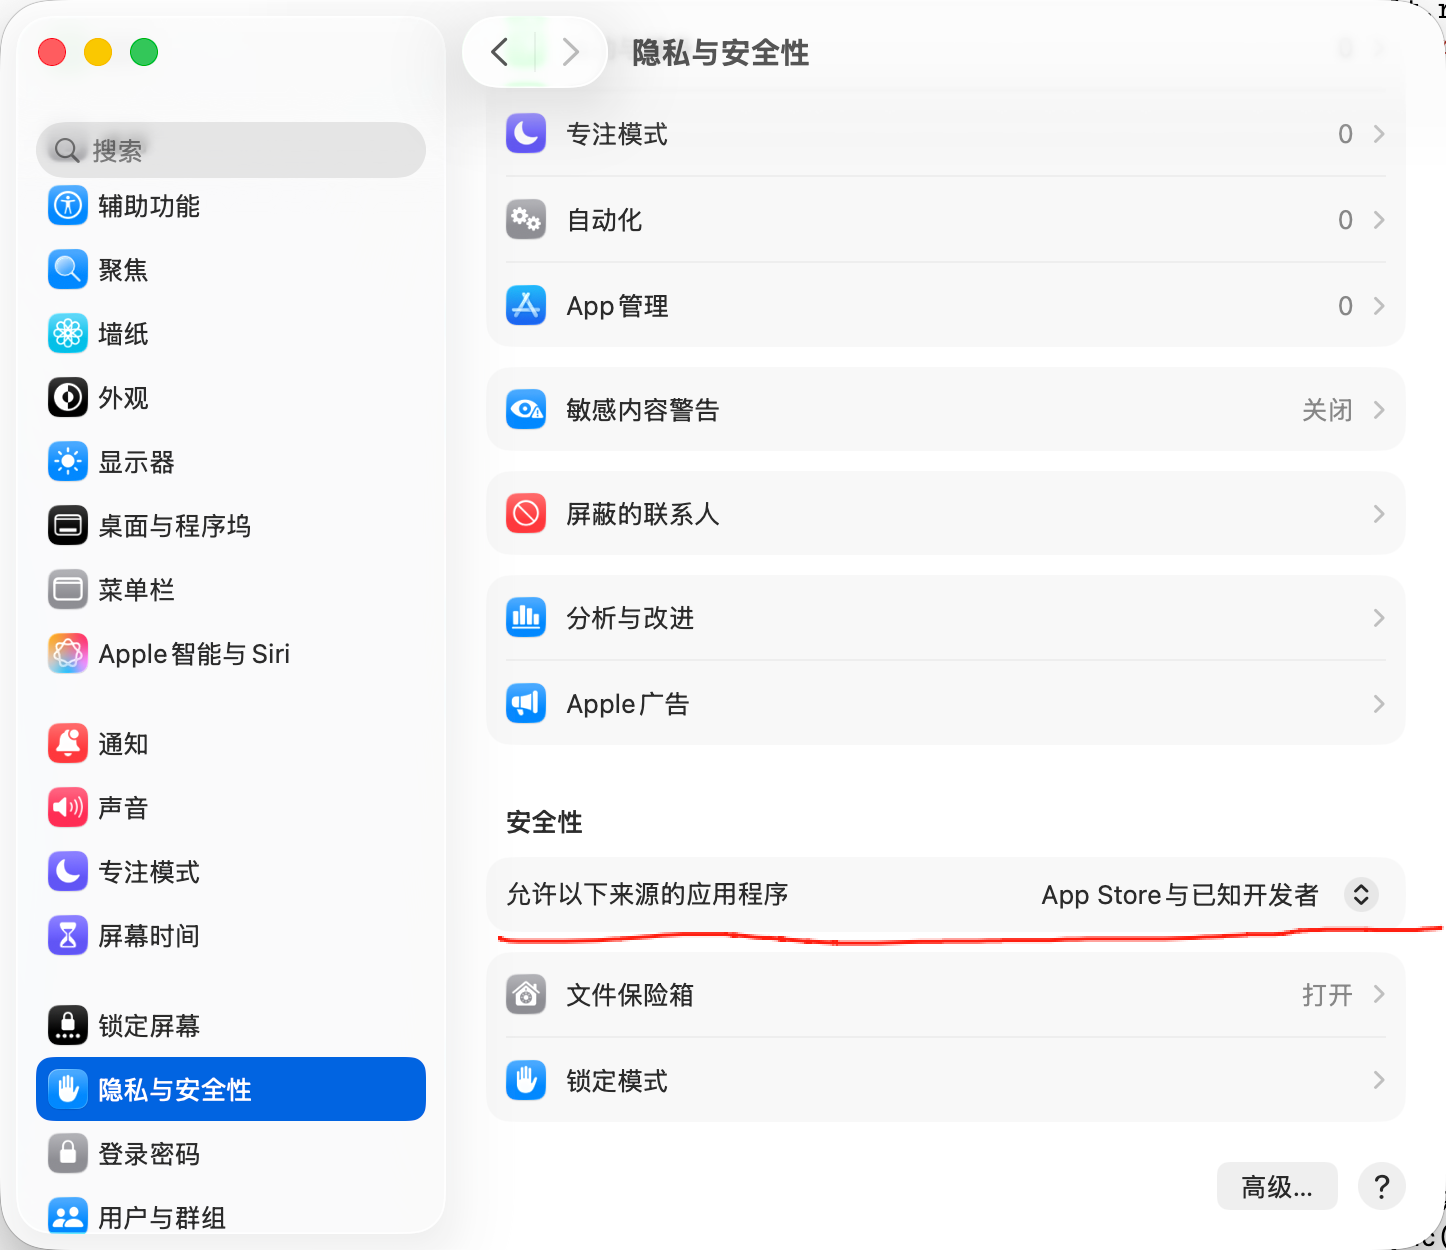 隐私与安全性
搜索
辅助功能
聚焦
墙纸
外观
显示器
桌面与程序坞
菜单栏
Apple智能与Siri
通知
声音
专注模式
屏幕时间
锁定屏幕
隐私与安全性
登录密码
用户与群组
专注模式 0
自动化 0
App管理 0
敏感内容警告 关闭
屏蔽的联系人
分析与改进
Apple广告
安全性
允许以下来源的应用程序 App Store与已知开发者
文件保险箱 打开
锁定模式
高级... ?